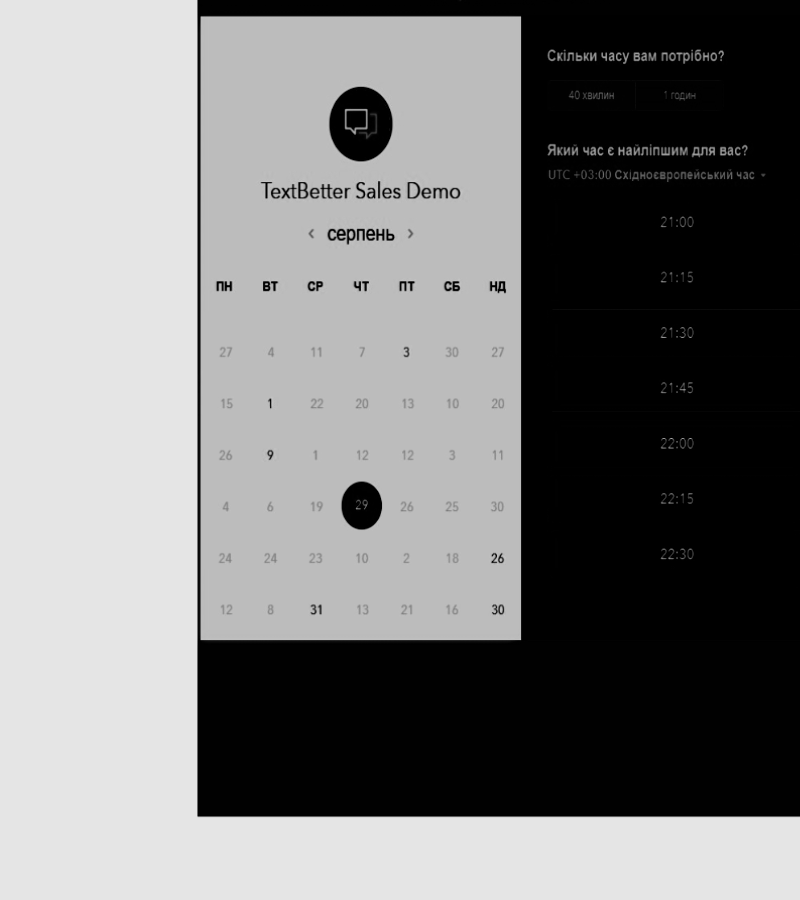 TextBetter Sales Demo
‹ серпень ›
ПН ВТ СР ЧТ ПТ СБ НД
27 4 11 7 3 30 27
15 1 22 20 13 10 20
26 9 1 12 12 3 11
4 6 19 29 26 25 30
24 24 23 10 2 18 26
12 8 31 13 21 16 30
Скільки часу вам потрібно?
40 хвилин 1 годин
Який час є найліпшим для вас?
UTC +03:00 Східноєвропейський час
21:00
21:15
21:30
21:45
22:00
22:15
22:30